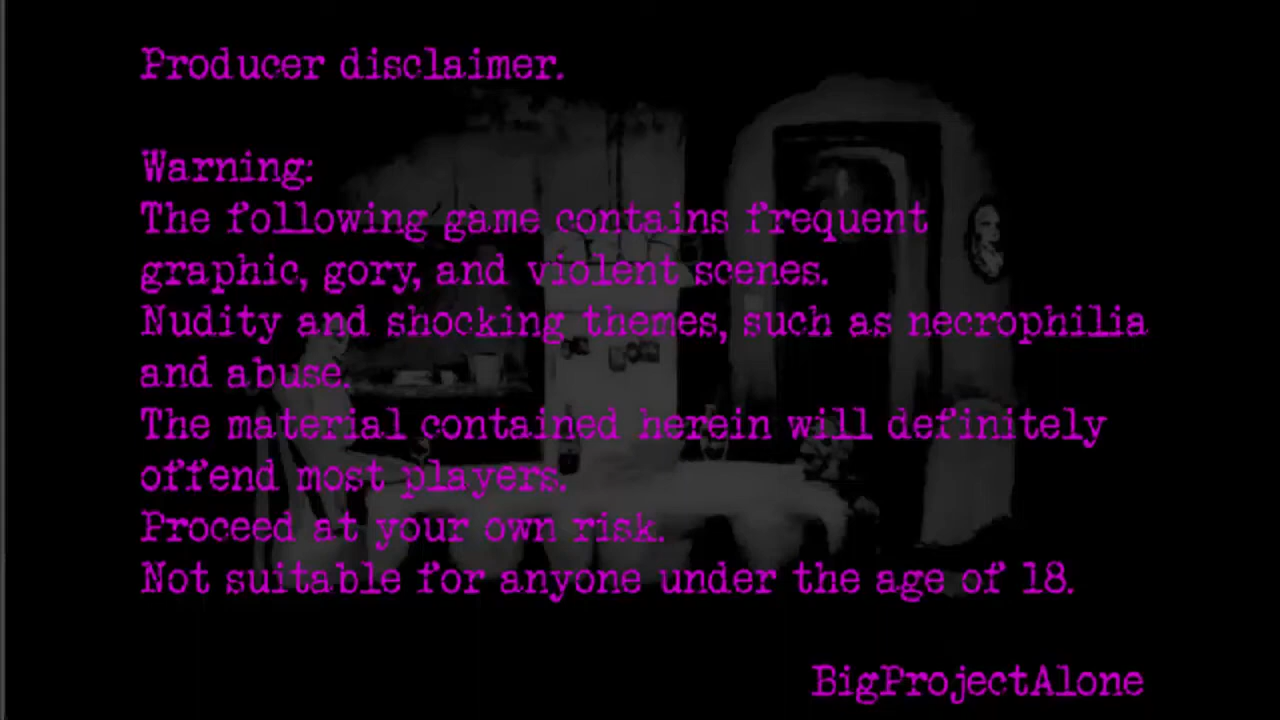 Producer disclaimer.
Warning:
The following game contains frequent
graphic, gory, and violent scenes.
Nudity and shocking themes, such as necrophilia
and abuse.
The material contained herein will definitely
offend most players.
Proceed at your own risk.
Not suitable for anyone under the age of 18.
BigProjectAlone